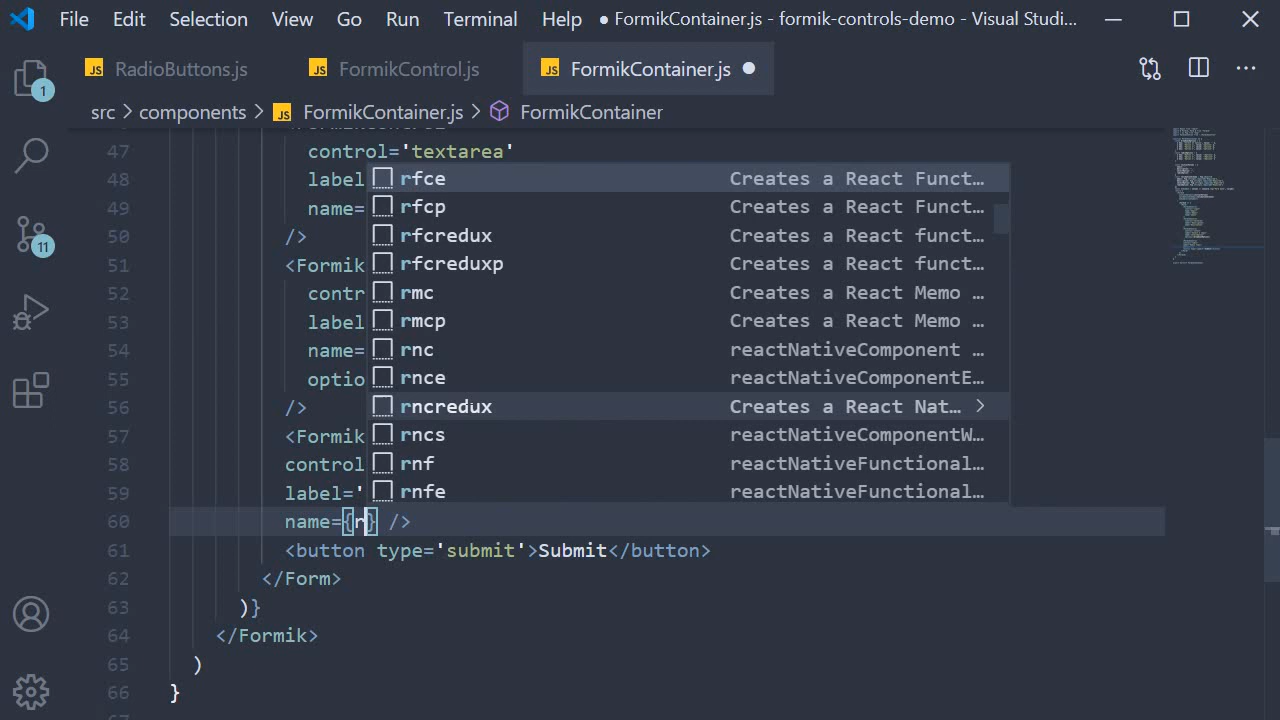 File Edit Selection View Go Run Terminal Help ● FormikContainer.js - formik-controls-demo - Visual Studi...
JS RadioButtons.js JS FormikControl.js JS FormikContainer.js
1
src > components > JS FormikContainer.js > FormikContainer
47 control='textarea'
48 label
49 name=
50 />
51 <Formik
52 contr
53 label
54 name=
55 optio
56 />
57 <Formik
58 control
59 label='
60 name={r} />
61 <button type='submit'>Submit</button>
62 </Form>
63 )}
64 </Formik>
65 )
66 }
rfce Creates a React Funct...
rfcp Creates a React Funct...
rfcredux Creates a React funct...
rfcreduxp Creates a React funct...
rmc Creates a React Memo ...
rmcp Creates a React Memo ...
rnc reactNativeComponent ...
rnce reactNativeComponentE...
rncredux Creates a React Nat... >
rncs reactNativeComponentW...
rnf reactNativeFunctional...
rnfe reactNativeFunctional...
11